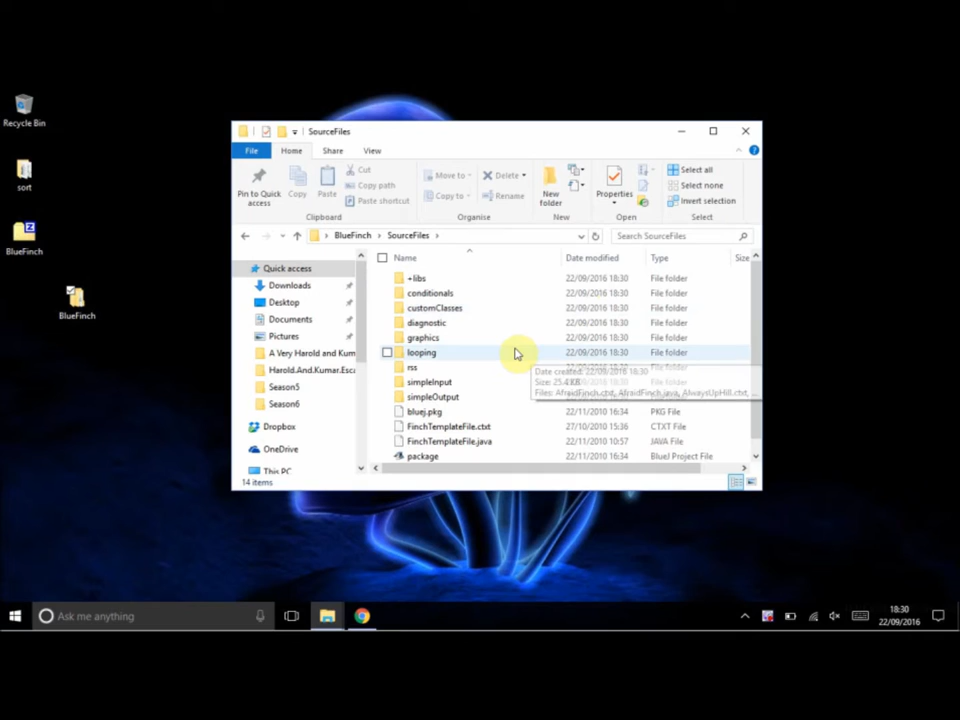 Recycle Bin
sort
BlueFinch
BlueFinch
SourceFiles
File Home Share View
Pin to Quick access
Copy
Paste
Cut
Copy path
Paste shortcut
Clipboard
Move to
Copy to
Delete
Rename
Organise
New folder
New
Properties
Open
Select all
Select none
Invert selection
Select
BlueFinch SourceFiles
Search SourceFiles
Quick access
Downloads
Desktop
Documents
Pictures
A Very Harold and Kum
Harold.And.Kumar.Esca
Season5
Season6
Dropbox
OneDrive
This PC
Name Date modified Type Size
+libs 22/09/2016 18:30 File folder
conditionals 22/09/2016 18:30 File folder
customClasses 22/09/2016 18:30 File folder
diagnostic 22/09/2016 18:30 File folder
graphics 22/09/2016 18:30 File folder
looping 22/09/2016 18:30 File folder
rss
simpleInput
simpleOutput
Date created: 22/09/2016 18:30
Size: 25.4 KB
Files: AfraidFinch.ctxt, AfraidFinch.java, AlwaysUpHill.ctxt, ...
bluej.pkg 22/11/2010 16:34 PKG File
FinchTemplateFile.ctxt 27/10/2010 15:36 CTXT File
FinchTemplateFile.java 22/11/2010 10:57 JAVA File
package 22/11/2010 16:34 BlueJ Project File
14 items
Ask me anything
18:30
22/09/2016